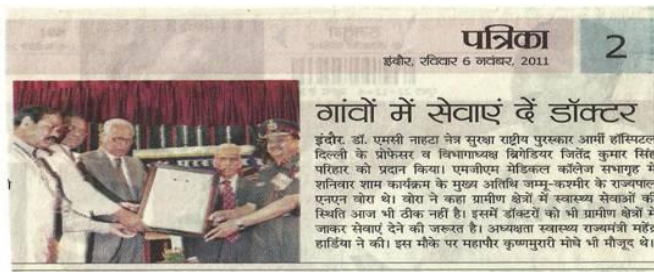 पत्रिका
इंदौर, रविवार 6 नवंबर, 2011
2
गांवों में सेवाएं दें डॉक्टर
इंदौर. डॉ. एमसी नाहटा नेत्र सुरक्षा राष्ट्रीय पुरस्कार आर्मी हॉस्पिटल
दिल्ली के प्रोफेसर व विभागाध्यक्ष ब्रिगेडियर जितेंद्र कुमार सिंह
परिहार को प्रदान किया। एमजीएम मेडिकल कॉलेज सभागृह में
शनिवार शाम कार्यक्रम के मुख्य अतिथि जम्मू-कश्मीर के राज्यपाल
एनएन वोरा थे। वोरा ने कहा ग्रामीण क्षेत्रों में स्वास्थ्य सेवाओं की
स्थिति आज भी ठीक नहीं है। इसमें डॉक्टरों को भी ग्रामीण क्षेत्रों में
जाकर सेवाएं देने की जरूरत है। अध्यक्षता स्वास्थ्य राज्यमंत्री महेंद्र
हार्डिया ने की। इस मौके पर महापौर कृष्णमुरारी मोघे भी मौजूद थे।